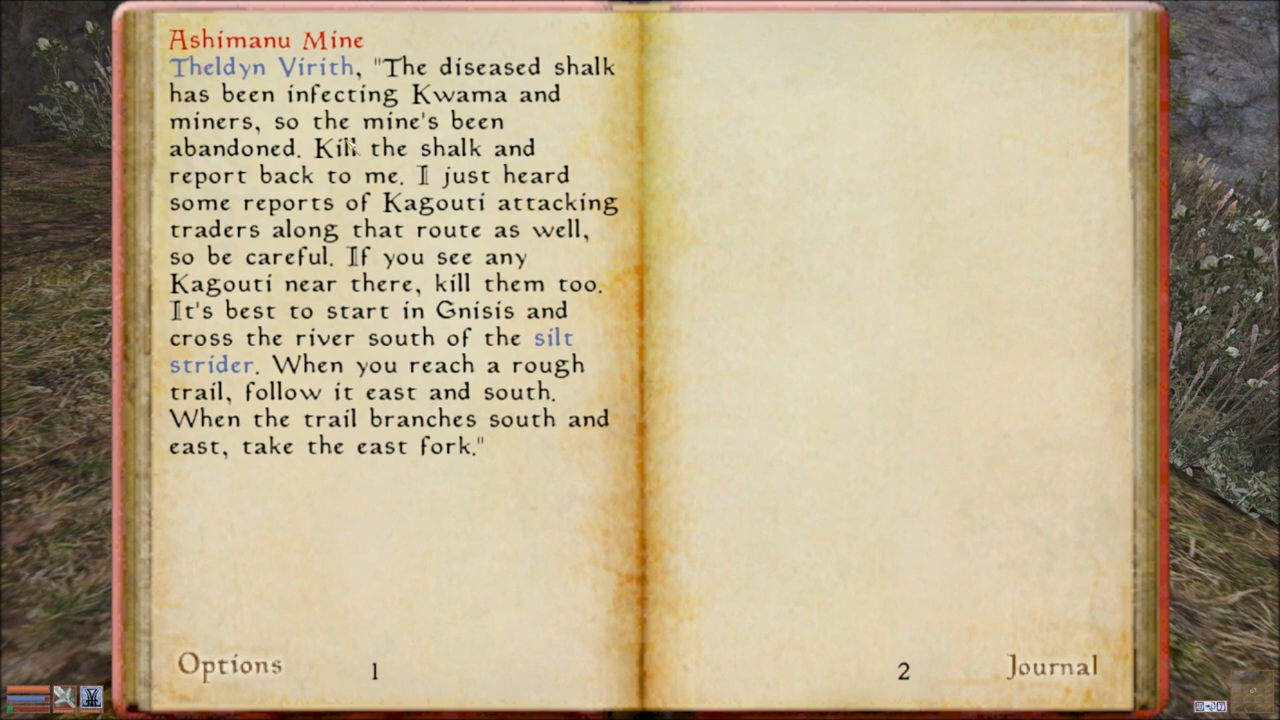 Ashimanu Mine
Theldyn Virith, "The diseased shalk
has been infecting Kwama and
miners, so the mine's been
abandoned. Kill the shalk and
report back to me. I just heard
some reports of Kagouti attacking
traders along that route as well,
so be careful. If you see any
Kagouti near there, kill them too.
It's best to start in Gnisis and
cross the river south of the silt
strider. When you reach a rough
trail, follow it east and south.
When the trail branches south and
east, take the east fork."
Options 1 2 Journal